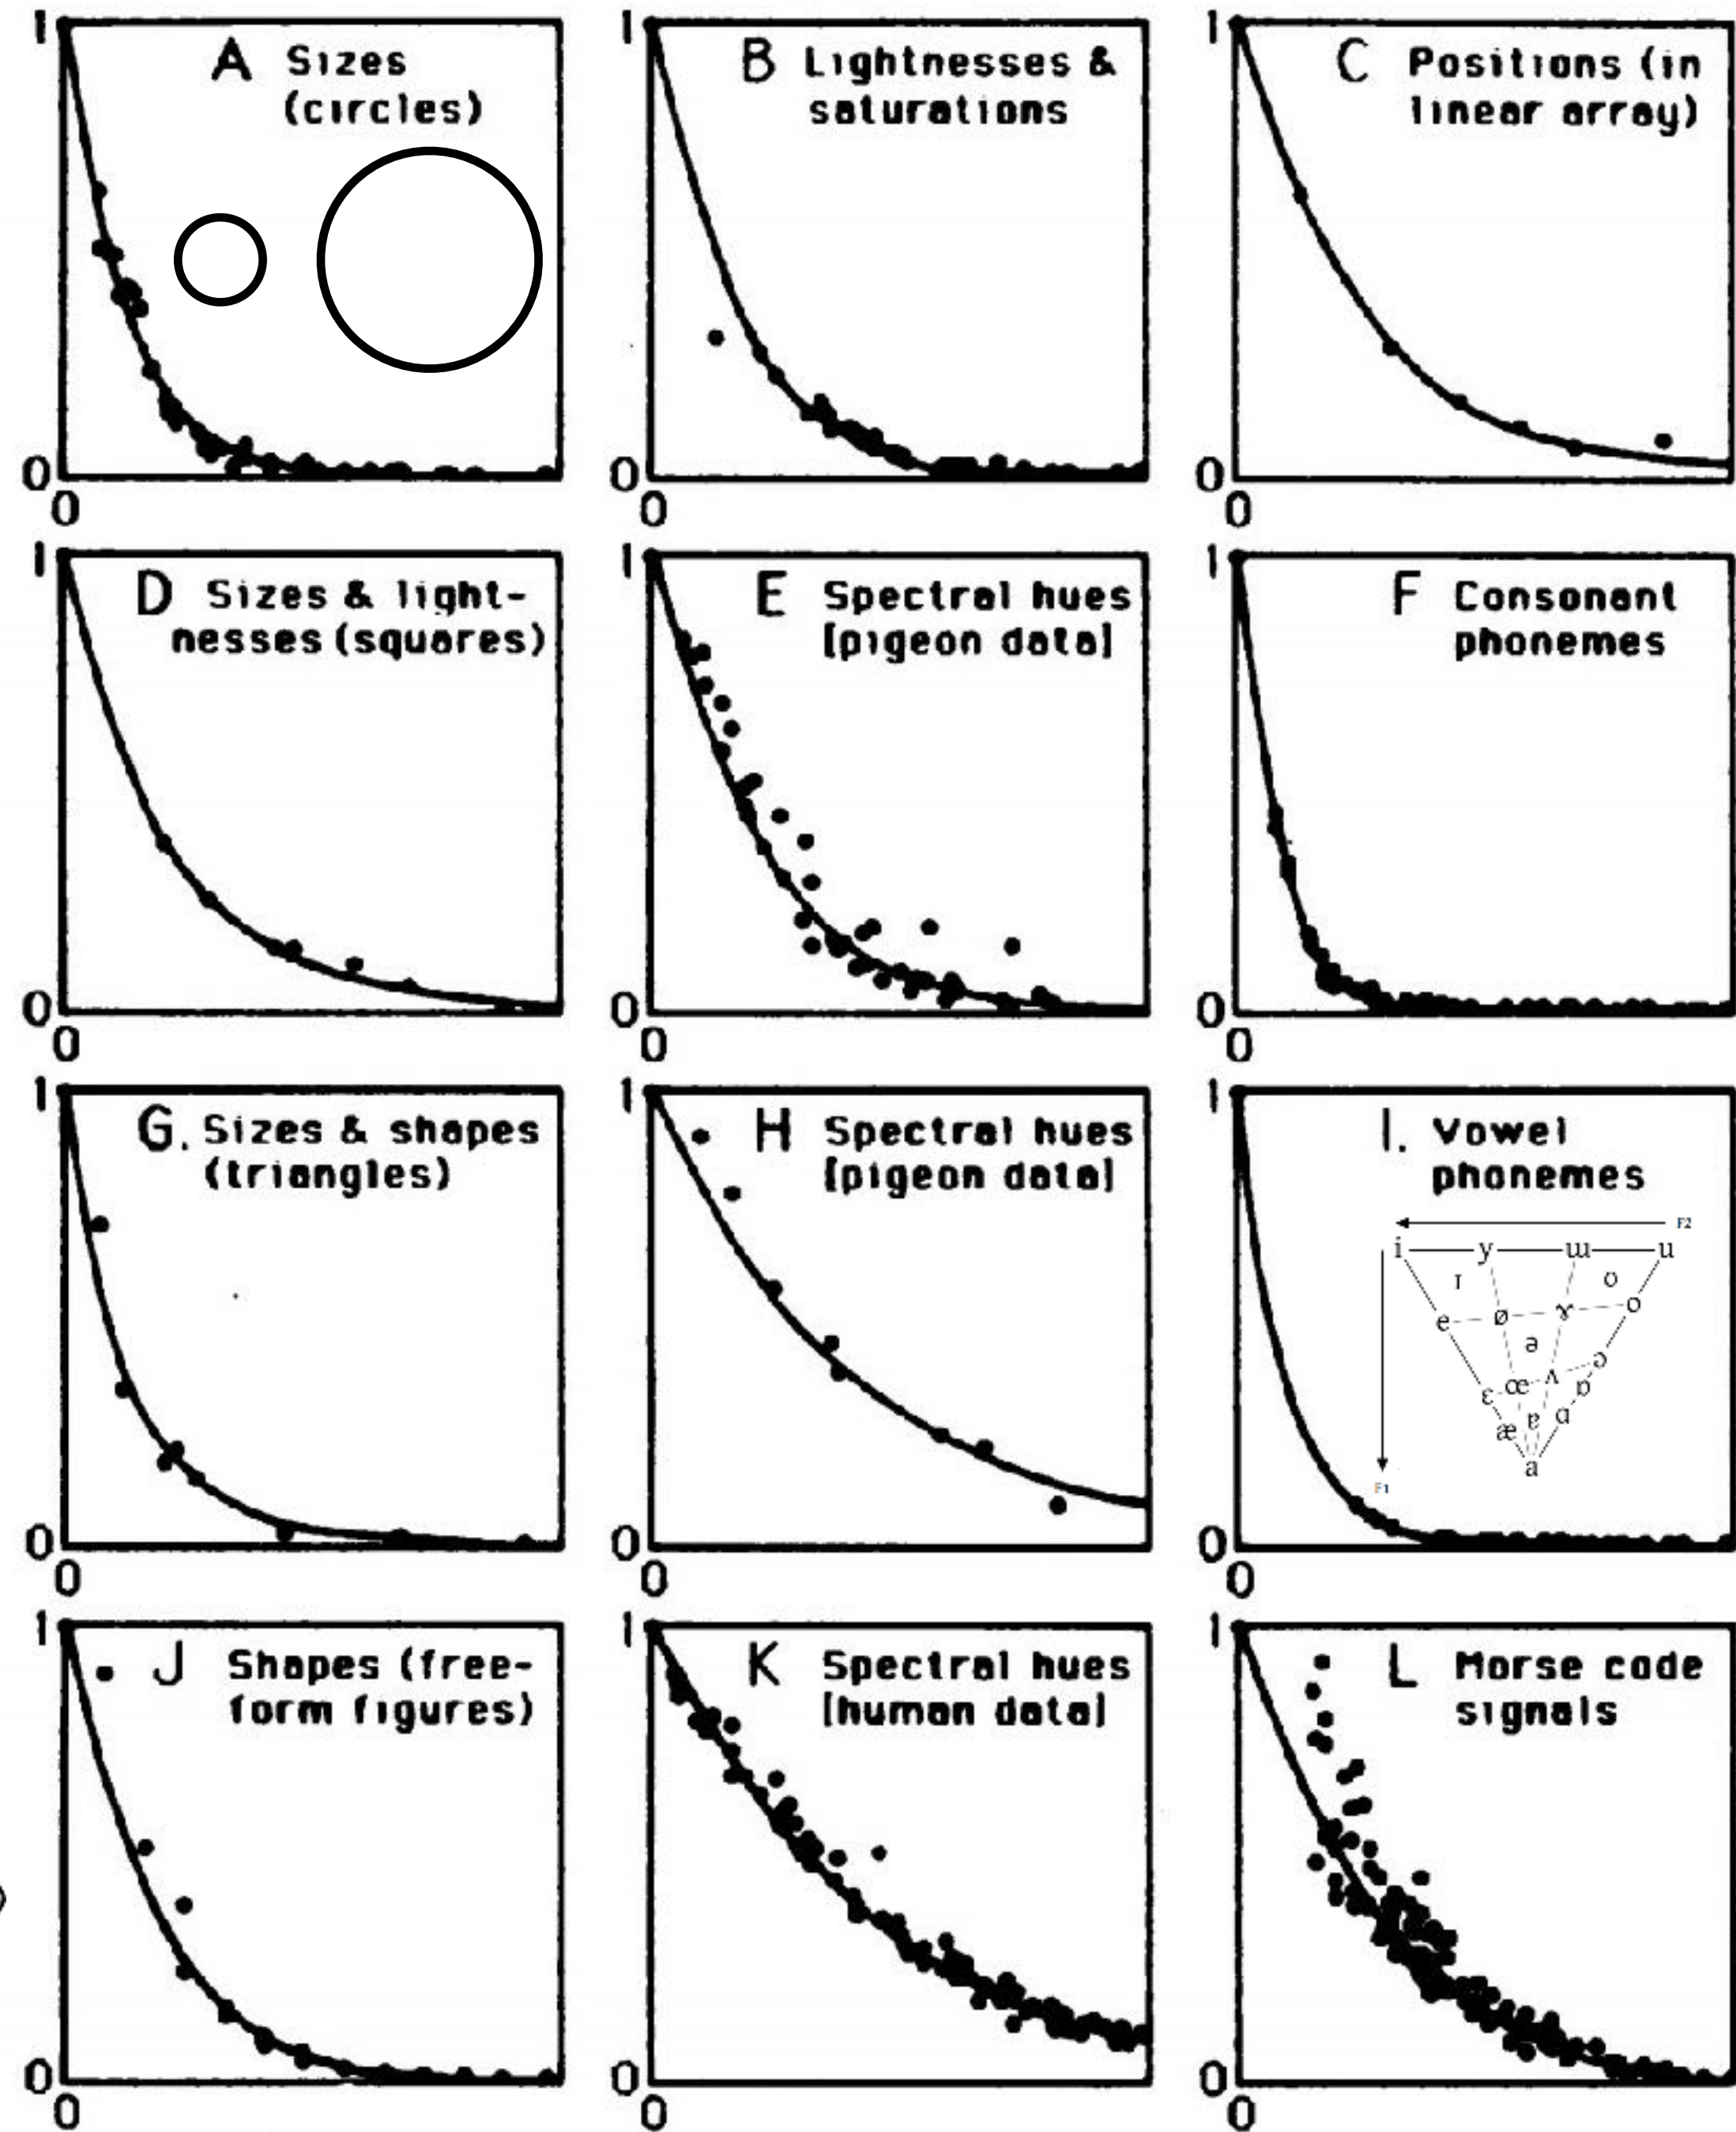 1
A Sizes
(circles)
0
0
1
B Lightnesses &
saturations
0
0
1
C Positions (in
linear array)
0
0
1
D Sizes & light-
nesses (squares)
0
0
1
E Spectral hues
[pigeon data]
0
0
1
F Consonant
phonemes
0
0
1
G. Sizes & shapes
(triangles)
0
0
1
H Spectral hues
[pigeon data]
0
0
1
I. Vowel
phonemes
F2
i y ɯ u
ɪ ʊ
e ø ɤ o
ə
ɛ œ ʌ ɔ
æ ɐ ɑ ɒ
a
F1
0
0
1
J Shapes (free-
form figures)
0
0
1
K Spectral hues
[human data]
0
0
1
L Morse code
signals
0
0